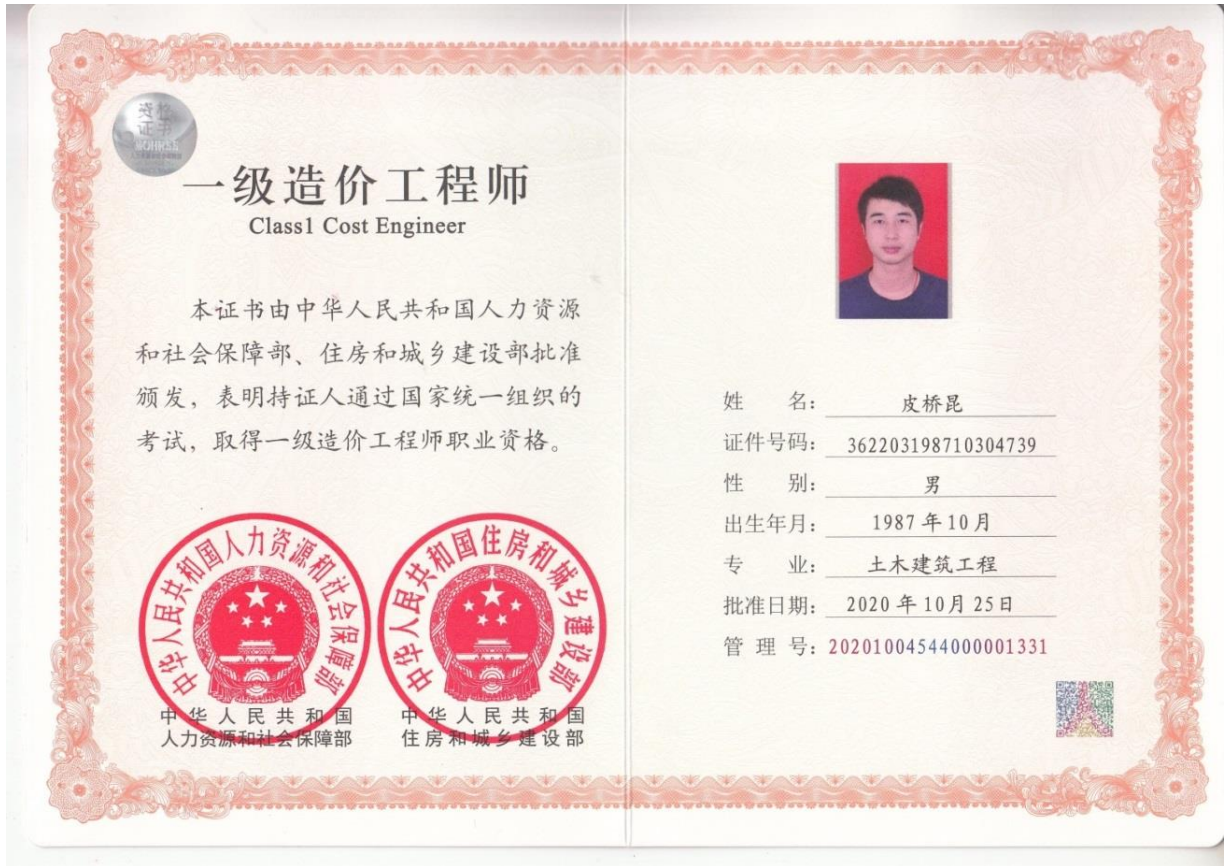 资格
证书
一级造价工程师
Class1 Cost Engineer
本证书由中华人民共和国人力资源
和社会保障部、住房和城乡建设部批准
颁发，表明持证人通过国家统一组织的
考试，取得一级造价工程师职业资格。
中华人民共和国人力资源和社会保障部
中华人民共和国住房和城乡建设部
中华人民共和国
人力资源和社会保障部
中华人民共和国
住房和城乡建设部
姓 名： 皮桥昆
证件号码： 362203198710304739
性 别： 男
出生年月： 1987年10月
专 业： 土木建筑工程
批准日期： 2020年10月25日
管 理 号：20201004544000001331